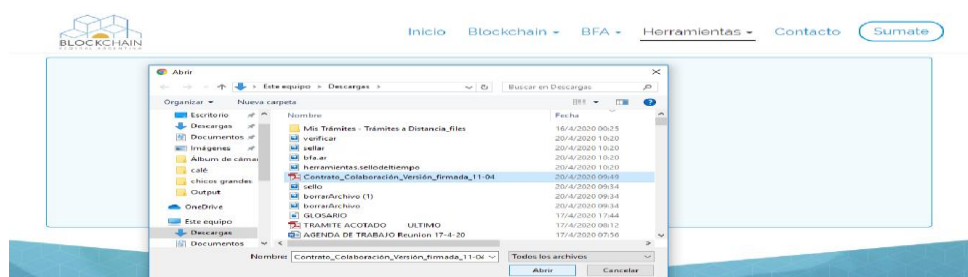 BLOCKCHAIN
FEDERAL ARGENTINA
Inicio Blockchain BFA Herramientas Contacto Sumate
Abrir
Este equipo > Descargas >
Buscar en Descargas
Organizar Nueva carpeta
Nombre Fecha
Escritorio
Descargas
Documentos
Imágenes
Álbum de cámar
calé
chicos grandes
Output
OneDrive
Este equipo
Descargas
Documentos
Mis Trámites - Trámites a Distancia_files 16/4/2020 00:25
verificar 20/4/2020 10:20
sellar 20/4/2020 10:20
bfa.ar 20/4/2020 10:20
herramientas.sellodeltiempo 20/4/2020 10:20
Contrato_Colaboración_Versión_firmada_11-04 20/4/2020 09:49
sello 20/4/2020 09:34
borrarArchivo (1) 20/4/2020 09:34
borrarArchivo 20/4/2020 09:34
GLOSARIO 17/4/2020 17:44
TRAMITE ACOTADO ULTIMO 17/4/2020 08:12
AGENDA DE TRABAJO Reunion 17-4-20 17/4/2020 07:56
Nombre: Contrato_Colaboración_Versión_firmada_11-04
Todos los archivos
Abrir Cancelar